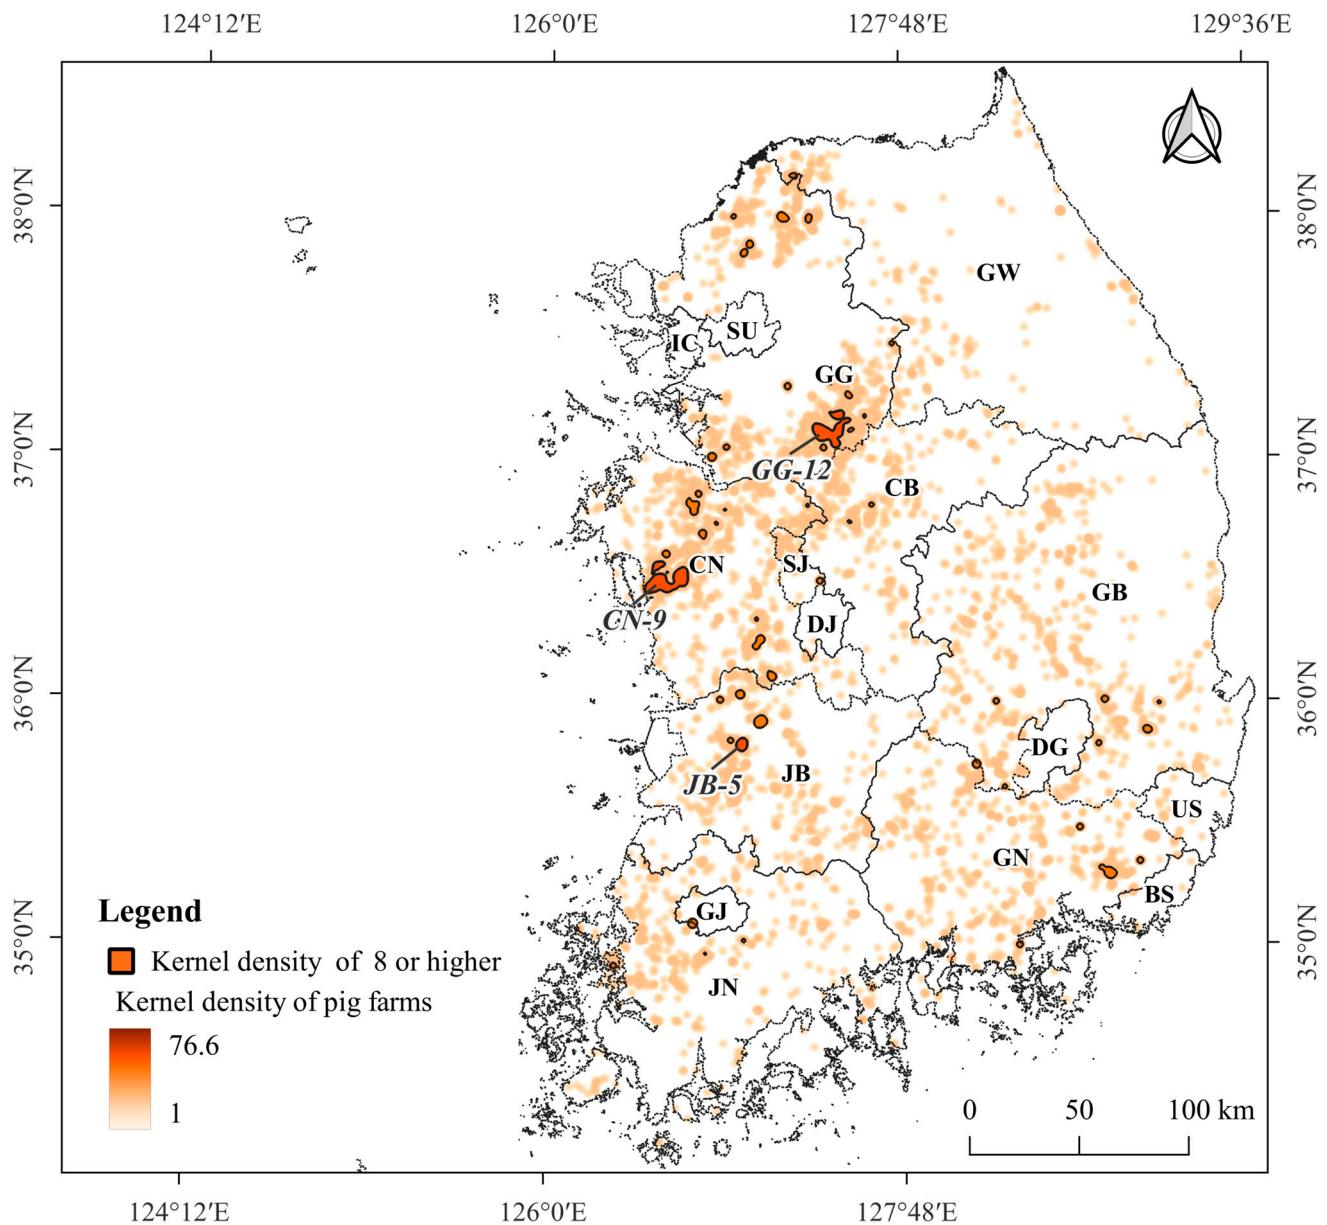 124°12′E 126°0′E 127°48′E 129°36′E
38°0′N
38°0′N
GW
SU
IC
GG
37°0′N
37°0′N
GG-12
CB
CN
SJ
GB
CN-9
DJ
36°0′N
36°0′N
DG
JB
JB-5
US
GN
BS
GJ
35°0′N
35°0′N
JN
Legend
Kernel density of 8 or higher
Kernel density of pig farms
76.6
1
0 50 100 km
124°12′E 126°0′E 127°48′E